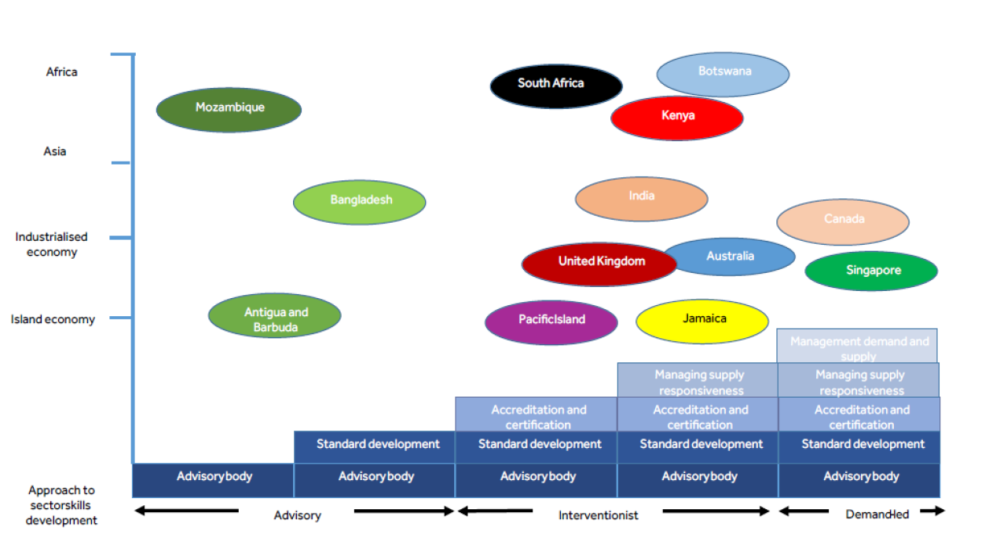 Africa
Botswana
South Africa
Mozambique
Kenya
Asia
Bangladesh
India
Canada
Industrialised
economy
United Kingdom
Australia
Singapore
Island economy
Antigua and
Barbuda
PacificIsland
Jamaica
Management demand and
supply
Managing supply
responsiveness
Managing supply
responsiveness
Accreditation and
certification
Accreditation and
certification
Accreditation and
certification
Standard development
Standard development
Standard development
Standard development
Advisorybody
Advisorybody
Advisorybody
Advisorybody
Advisorybody
Approach to
sectorskills
development
Advisory
Interventionist
Demand-led